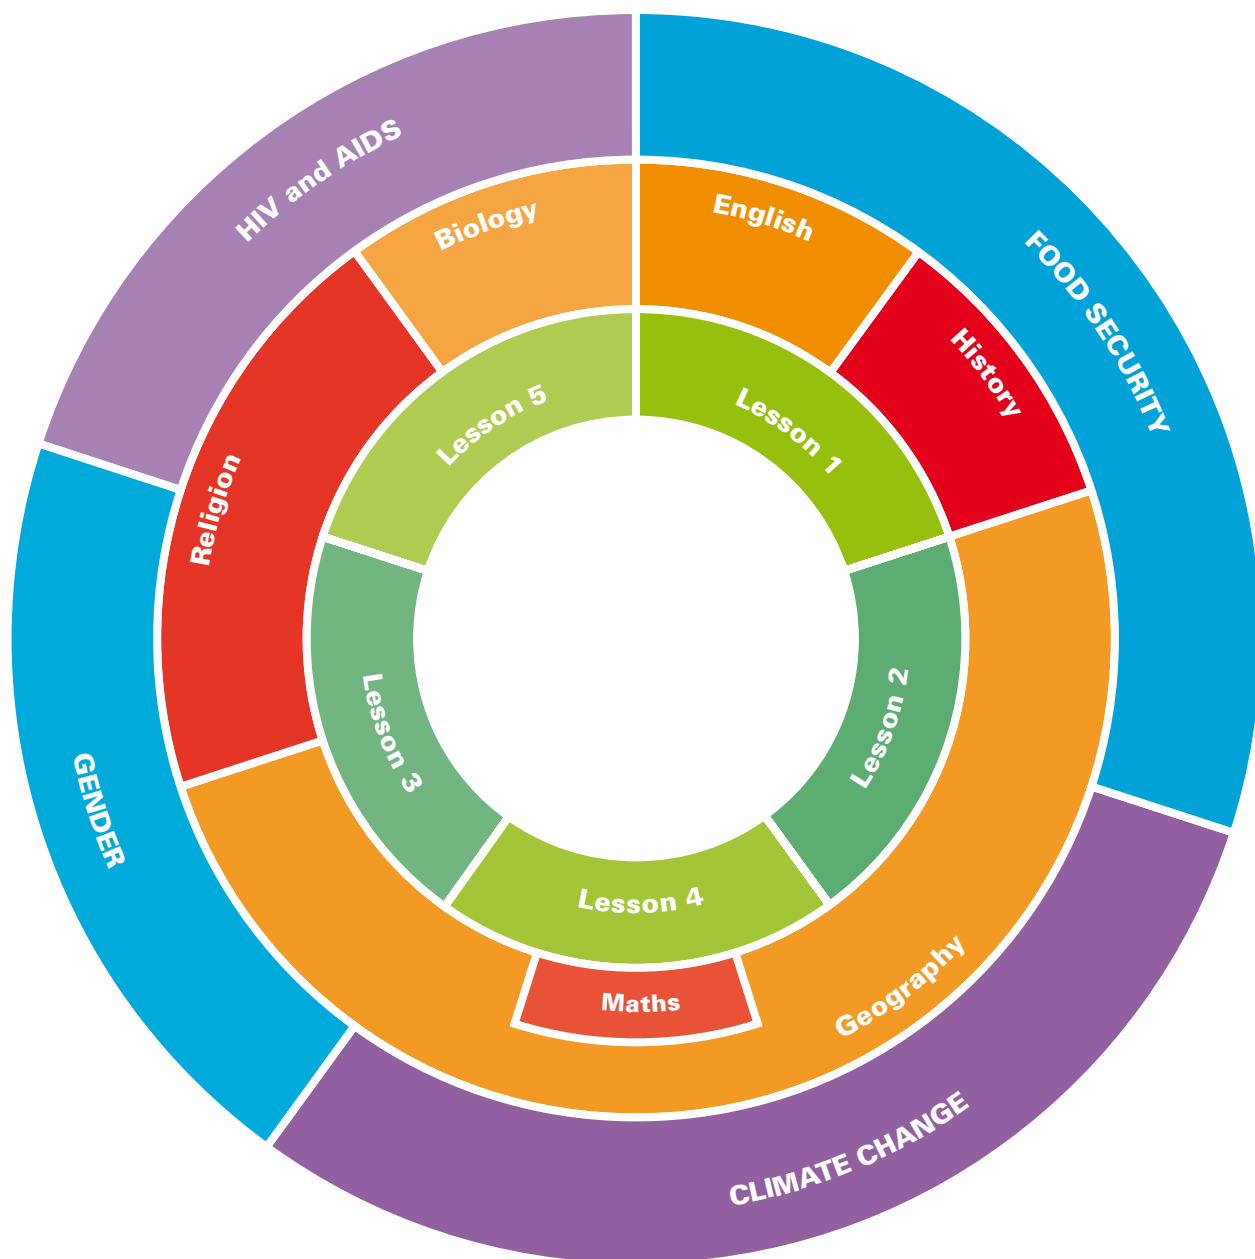 HIV and AIDS
FOOD SECURITY
Biology
English
History
Religion
Lesson 5
Lesson 1
Lesson 3
Lesson 2
Lesson 4
GENDER
Maths
Geography
CLIMATE CHANGE